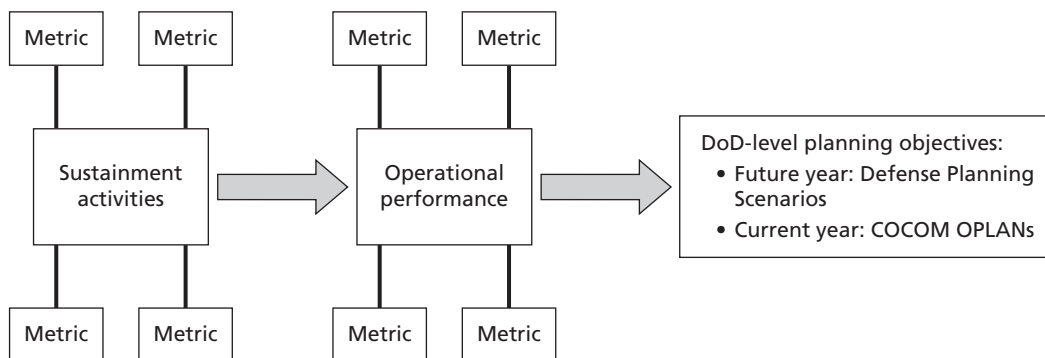 Metric
Metric
Metric
Metric
Sustainment
activities
Operational
performance
DoD-level planning objectives:
• Future year: Defense Planning
Scenarios
• Current year: COCOM OPLANs
Metric
Metric
Metric
Metric